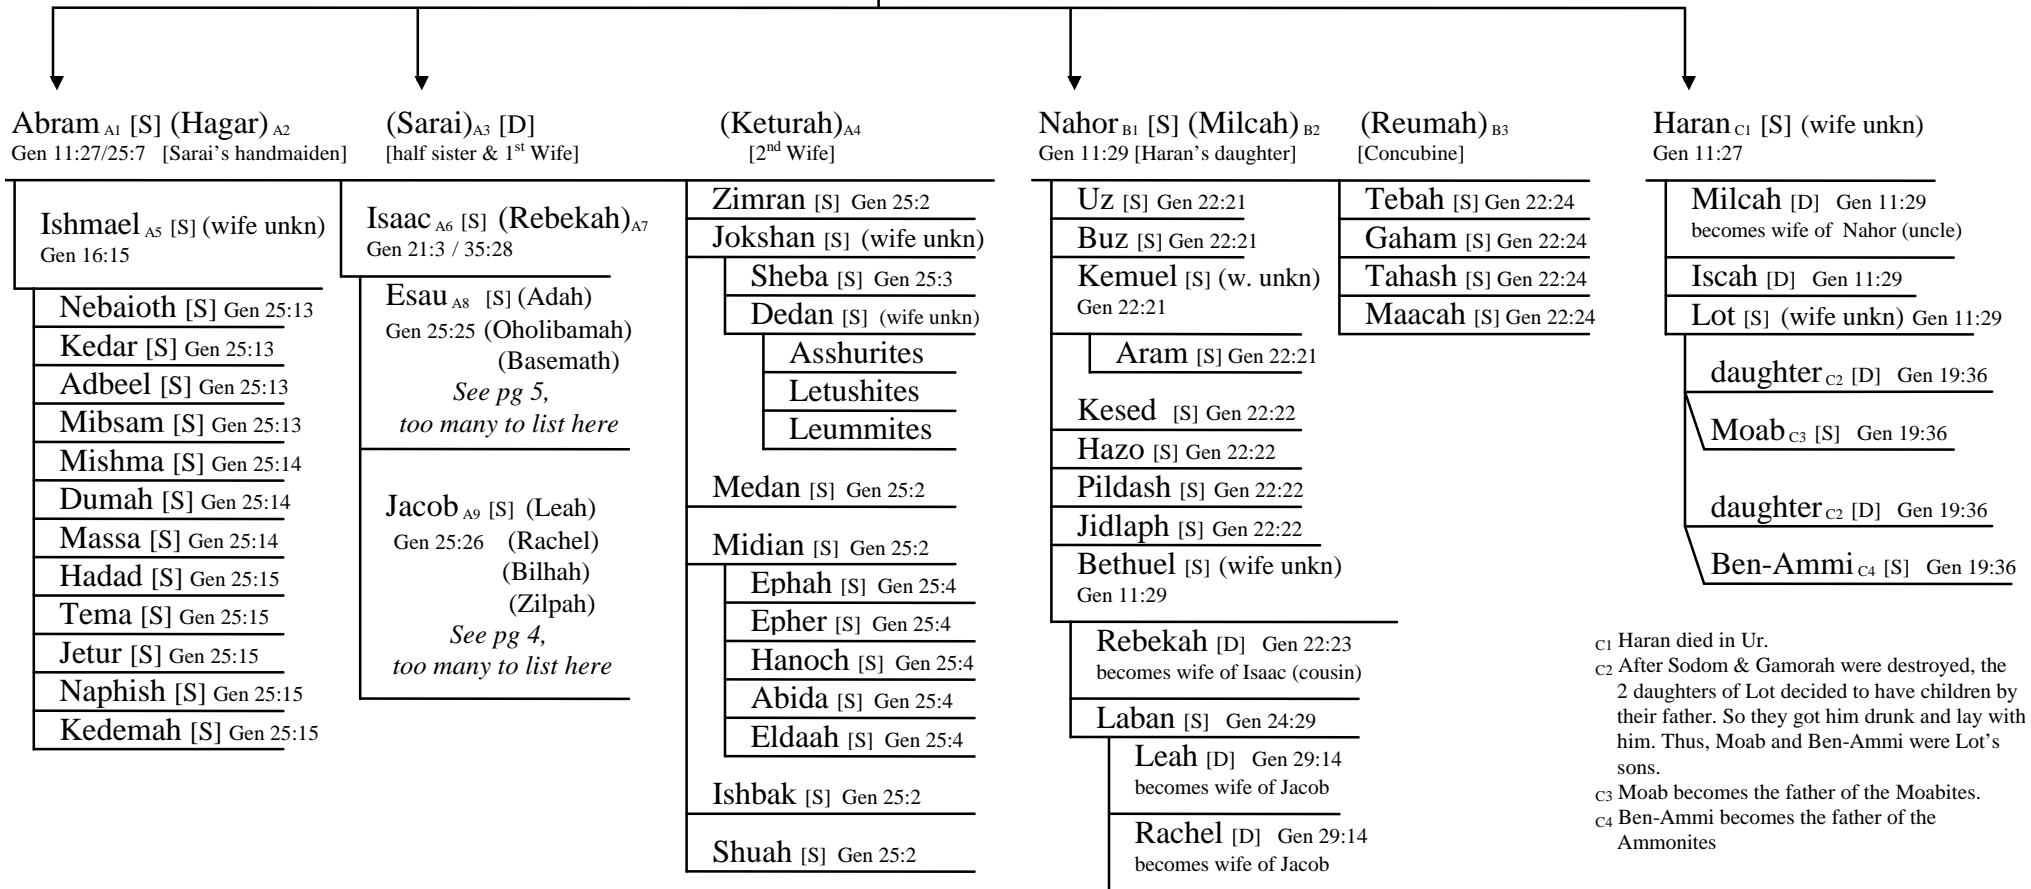 Abram A1 [S] (Hagar) A2
Gen 11:27/25:7 [Sarai's handmaiden]
Ishmael A5 [S] (wife unkn)
Gen 16:15
Nebaioth [S] Gen 25:13
Kedar [S] Gen 25:13
Adbeel [S] Gen 25:13
Mibsam [S] Gen 25:13
Mishma [S] Gen 25:14
Dumah [S] Gen 25:14
Massa [S] Gen 25:14
Hadad [S] Gen 25:15
Tema [S] Gen 25:15
Jetur [S] Gen 25:15
Naphish [S] Gen 25:15
Kedemah [S] Gen 25:15
(Sarai) A3 [D]
[half sister & 1st Wife]
Isaac A6 [S] (Rebekah) A7
Gen 21:3 / 35:28
Esau A8 [S] (Adah)
Gen 25:25 (Oholibamah)
(Basemath)
See pg 5,
too many to list here
Jacob A9 [S] (Leah)
Gen 25:26 (Rachel)
(Bilhah)
(Zilpah)
See pg 4,
too many to list here
(Keturah) A4
[2nd Wife]
Zimran [S] Gen 25:2
Jokshan [S] (wife unkn)
Sheba [S] Gen 25:3
Dedan [S] (wife unkn)
Asshurites
Letushites
Leummites
Medan [S] Gen 25:2
Midian [S] Gen 25:2
Ephah [S] Gen 25:4
Epher [S] Gen 25:4
Hanoch [S] Gen 25:4
Abida [S] Gen 25:4
Eldaah [S] Gen 25:4
Ishbak [S] Gen 25:2
Shuah [S] Gen 25:2
Nahor B1 [S] (Milcah) B2
Gen 11:29 [Haran's daughter]
Uz [S] Gen 22:21
Buz [S] Gen 22:21
Kemuel [S] (w. unkn)
Gen 22:21
Aram [S] Gen 22:21
Kesed [S] Gen 22:22
Hazo [S] Gen 22:22
Pildash [S] Gen 22:22
Jidlaph [S] Gen 22:22
Bethuel [S] (wife unkn)
Gen 11:29
Rebekah [D] Gen 22:23
becomes wife of Isaac (cousin)
Laban [S] Gen 24:29
Leah [D] Gen 29:14
becomes wife of Jacob
Rachel [D] Gen 29:14
becomes wife of Jacob
(Reumah) B3
[Concubine]
Tebah [S] Gen 22:24
Gaham [S] Gen 22:24
Tahash [S] Gen 22:24
Maacah [S] Gen 22:24
Haran C1 [S] (wife unkn)
Gen 11:27
Milcah [D] Gen 11:29
becomes wife of Nahor (uncle)
Iscah [D] Gen 11:29
Lot [S] (wife unkn) Gen 11:29
daughter C2 [D] Gen 19:36
Moab C3 [S] Gen 19:36
daughter C2 [D] Gen 19:36
Ben-Ammi C4 [S] Gen 19:36
C1 Haran died in Ur.
C2 After Sodom & Gamorah were destroyed, the
2 daughters of Lot decided to have children by
their father. So they got him drunk and lay with
him. Thus, Moab and Ben-Ammi were Lot's
sons.
C3 Moab becomes the father of the Moabites.
C4 Ben-Ammi becomes the father of the
Ammonites